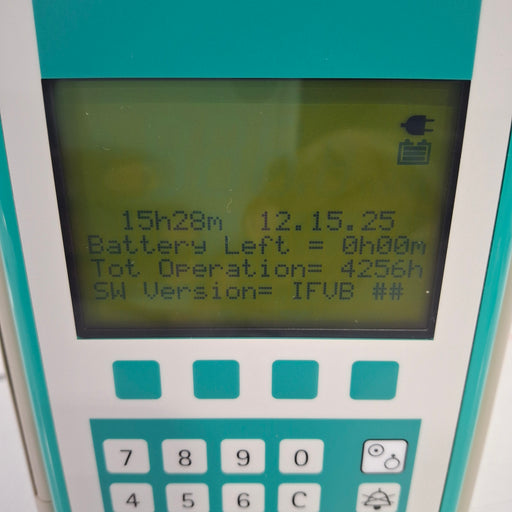 15h28m 12.15.25
Battery Left = 0h00m
Tot Operation= 4256h
SW Version= IFVB ##
7 8 9 0
4 5 6 C